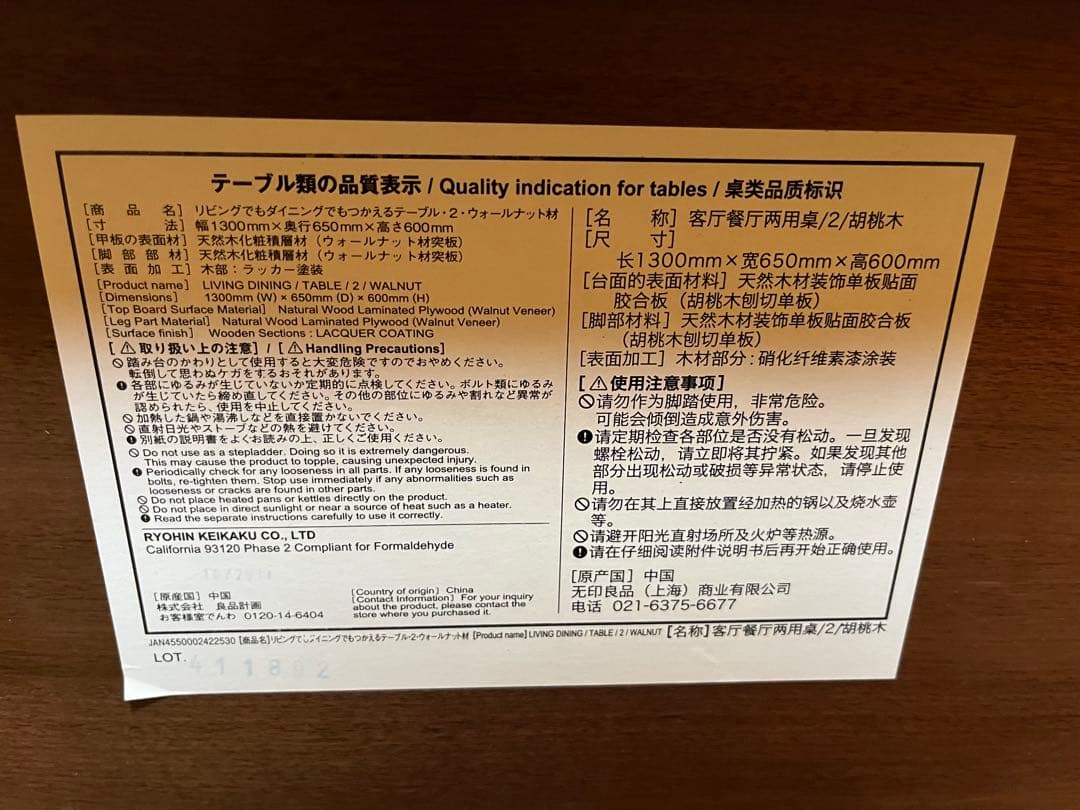 テーブル類の品質表示 / Quality indication for tables / 桌类品质标识
[商品名] リビングでもダイニングでもつかえるテーブル・2・ウォールナット材
[寸法] 幅1300mm×奥行650mm×高さ600mm
[甲板の表面材] 天然木化粧積層材（ウォールナット材突板）
[脚部部材] 天然木化粧積層材（ウォールナット材突板）
[表面加工] 木部：ラッカー塗装
[Product name] LIVING DINING / TABLE / 2 / WALNUT
[Dimensions] 1300mm (W) × 650mm (D) × 600mm (H)
[Top Board Surface Material] Natural Wood Laminated Plywood (Walnut Veneer)
[Leg Part Material] Natural Wood Laminated Plywood (Walnut Veneer)
[Surface finish] Wooden Sections : LACQUER COATING
[⚠取り扱い上の注意] / [⚠Handling Precautions]
踏み台のかわりとして使用すると大変危険ですのでおやめください。
転倒して思わぬケガをするおそれがあります。
各部にゆるみが生じていないか定期的に点検してください。ボルト類にゆるみ
が生じていたら締め直してください。その他の部位にゆるみや割れなど異常が
認められたら、使用を中止してください。
加熱した鍋や湯沸しなどを直接置かないでください。
直射日光やストーブなどの熱を避けてください。
別紙の説明書をよくお読みの上、正しくご使用ください。
Do not use as a stepladder. Doing so it is extremely dangerous.
This may cause the product to topple, causing unexpected injury.
Periodically check for any looseness in all parts. If any looseness is found in
bolts, re-tighten them. Stop use immediately if any abnormalities such as
looseness or cracks are found in other parts.
Do not place heated pans or kettles directly on the product.
Do not place in direct sunlight or near a source of heat such as a heater.
Read the separate instructions carefully to use it correctly.
RYOHIN KEIKAKU CO., LTD
California 93120 Phase 2 Compliant for Formaldehyde
[原産国] 中国
株式会社 良品計画
お客様室でんわ 0120-14-6404
[Country of origin] China
[Contact Information] For your inquiry
about the product, please contact the
store where you purchased it.
[名称] 客厅餐厅两用桌/2/胡桃木
[尺寸]
长1300mm×宽650mm×高600mm
[台面的表面材料] 天然木材装饰单板贴面
胶合板（胡桃木刨切单板）
[脚部材料] 天然木材装饰单板贴面胶合板
（胡桃木刨切单板）
[表面加工] 木材部分：硝化纤维素漆涂装
[⚠使用注意事项]
请勿作为脚踏使用，非常危险。
可能会倾倒造成意外伤害。
请定期检查各部位是否没有松动。一旦发现
螺栓松动，请立即将其拧紧。如果发现其他
部分出现松动或破损等异常状态，请停止使
用。
请勿在其上直接放置经加热的锅以及烧水壶
等。
请避开阳光直射场所及火炉等热源。
请在仔细阅读附件说明书后再开始正确使用。
[原产国] 中国
无印良品（上海）商业有限公司
电话 021-6375-6677
JAN4550002422530 [商品名]リビングでもダイニングでもつかえるテーブル・2・ウォールナット材 [Product name] LIVING DINING / TABLE / 2 / WALNUT [名称] 客厅餐厅两用桌/2/胡桃木
LOT. 411802